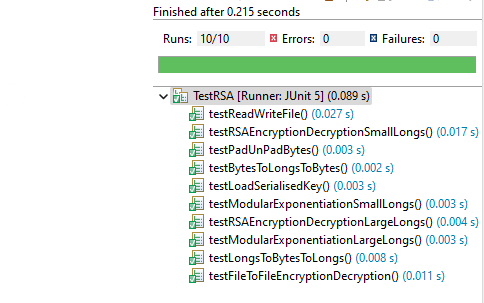 Finished after 0.215 seconds
Runs: 10/10 Errors: 0 Failures: 0
TestRSA [Runner: JUnit 5] (0.089 s)
testReadWriteFile() (0.027 s)
testRSAEncryptionDecryptionSmallLongs() (0.017 s)
testPadUnPadBytes() (0.003 s)
testBytesToLongsToBytes() (0.002 s)
testLoadSerialisedKey() (0.003 s)
testModularExponentiationSmallLongs() (0.003 s)
testRSAEncryptionDecryptionLargeLongs() (0.004 s)
testModularExponentiationLargeLongs() (0.003 s)
testLongsToBytesToLongs() (0.008 s)
testFileToFileEncryptionDecryption() (0.011 s)